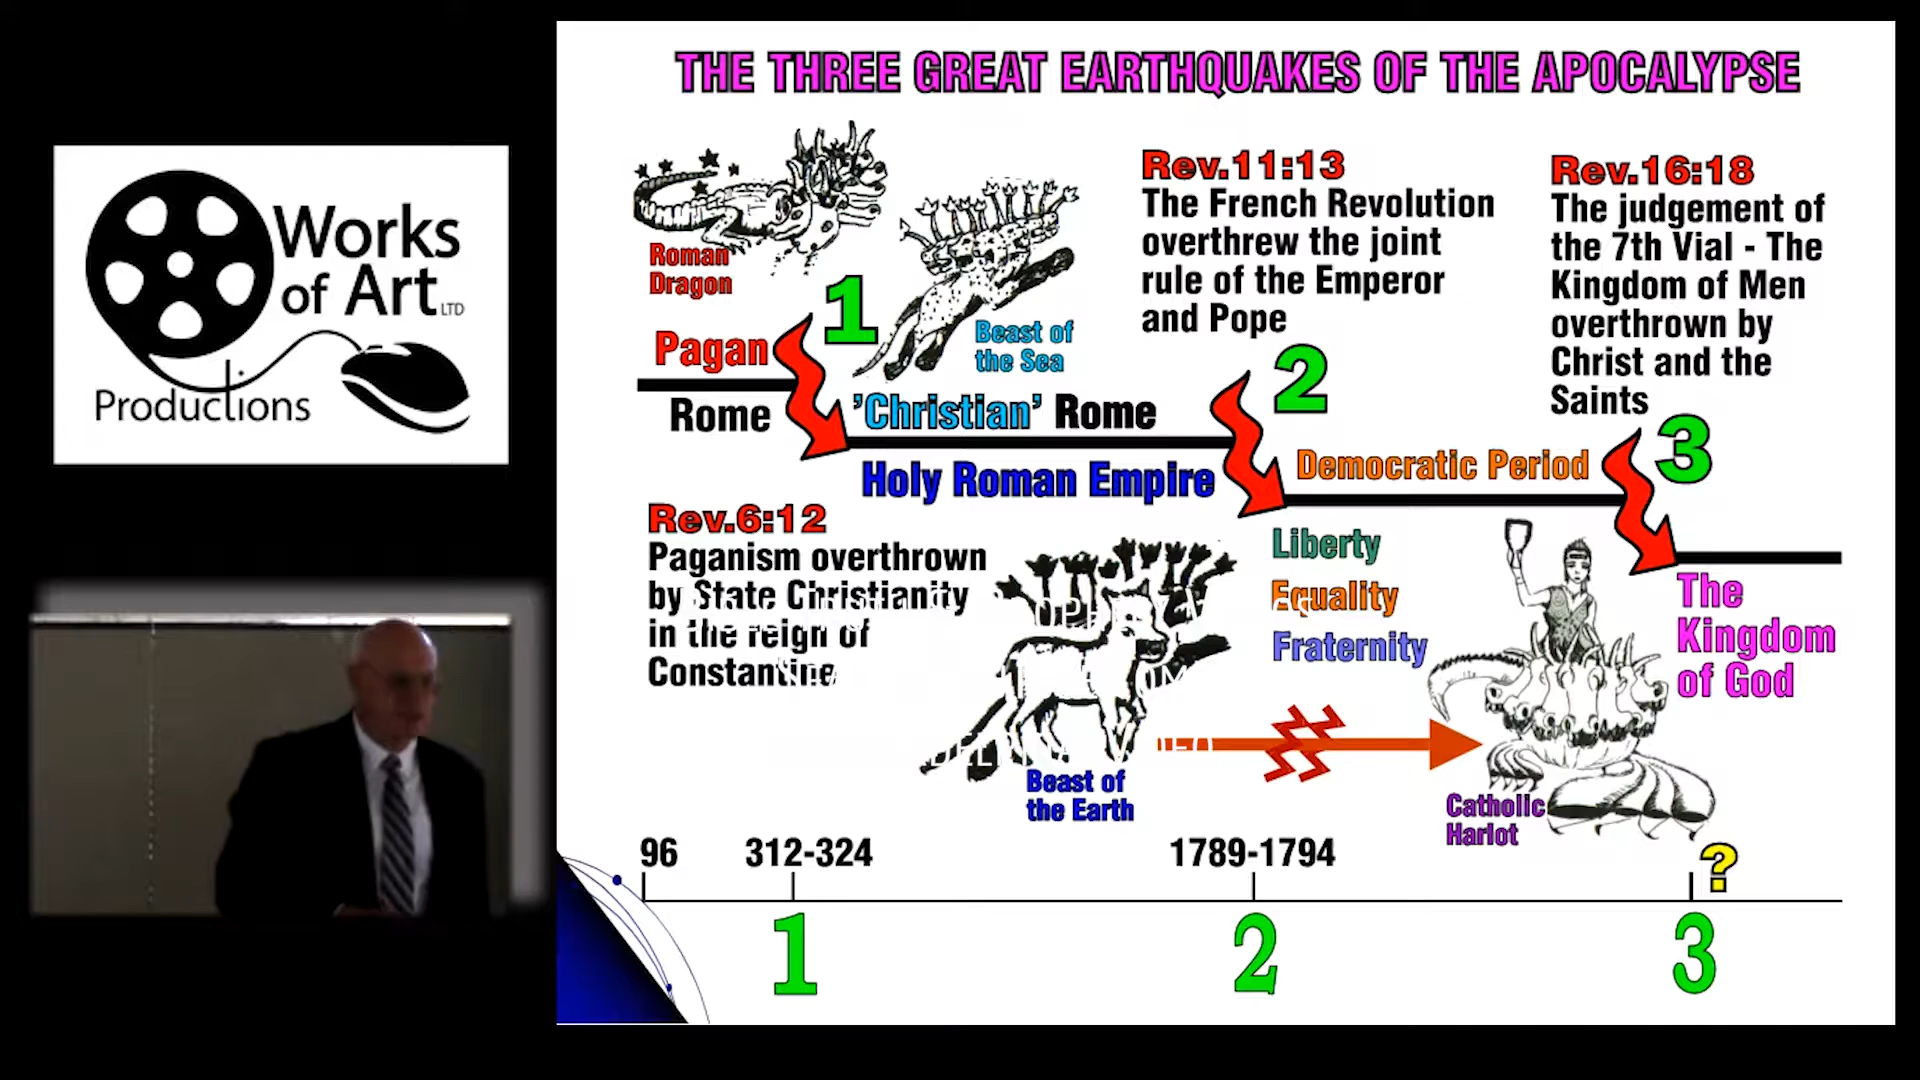 Works
of Art LTD
Productions
THE THREE GREAT EARTHQUAKES OF THE APOCALYPSE
Roman
Dragon
1
Beast of
the Sea
Rev.11:13
The French Revolution
overthrew the joint
rule of the Emperor
and Pope
Rev.16:18
The judgement of
the 7th Vial - The
Kingdom of Men
overthrown by
Christ and the
Saints
Pagan
Rome
'Christian' Rome
Holy Roman Empire
2
Democratic Period
3
Rev.6:12
Paganism overthrown
by State Christianity
in the reign of
Constantine
Liberty
Equality
Fraternity
The
Kingdom
of God
Beast of
the Earth
Catholic
Harlot
96
312-324
1789-1794
?
1
2
3